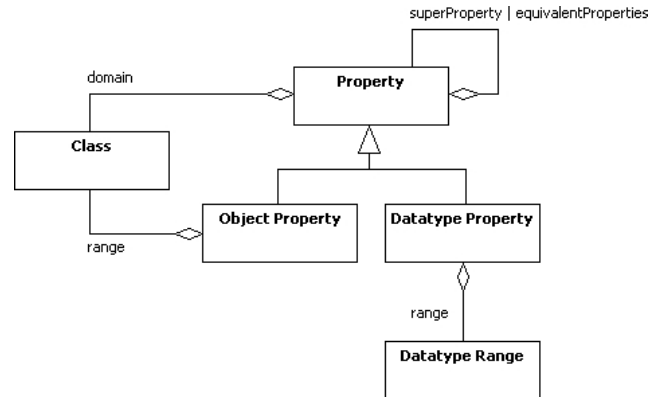 superProperty | equivalentProperties
domain
Property
Class
Object Property
Datatype Property
range
range
Datatype Range